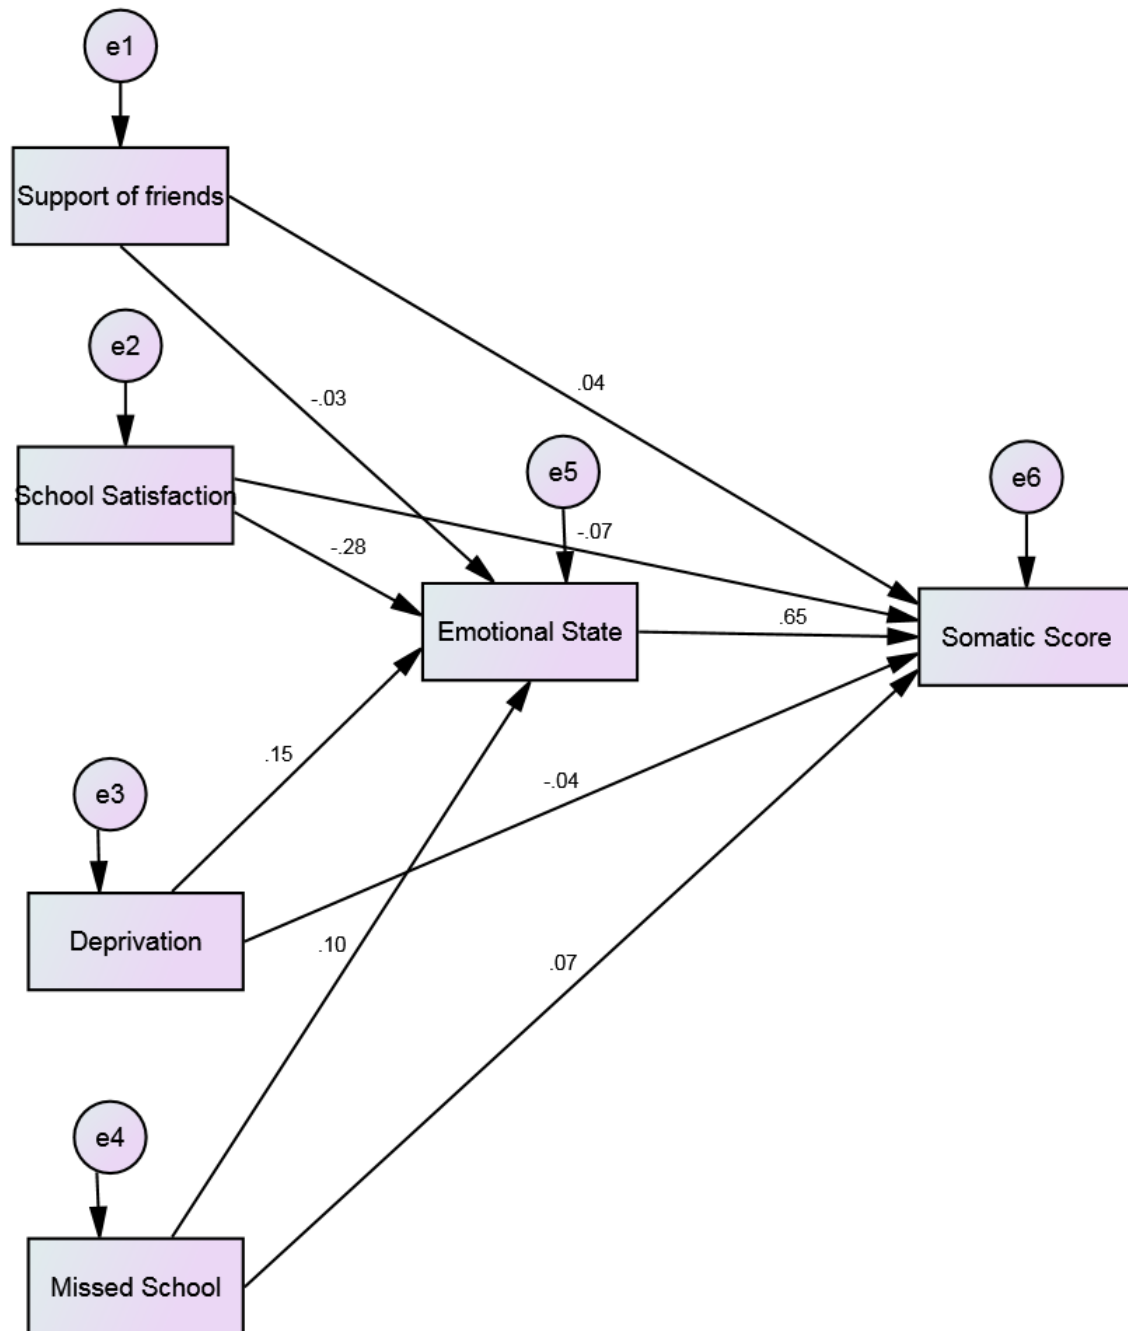 e1
Support of friends
e2
-.03
.04
School Satisfaction
e5
e6
-.28
-.07
Emotional State
.65
Somatic Score
e3
.15
-.04
Deprivation
.10
.07
e4
Missed School